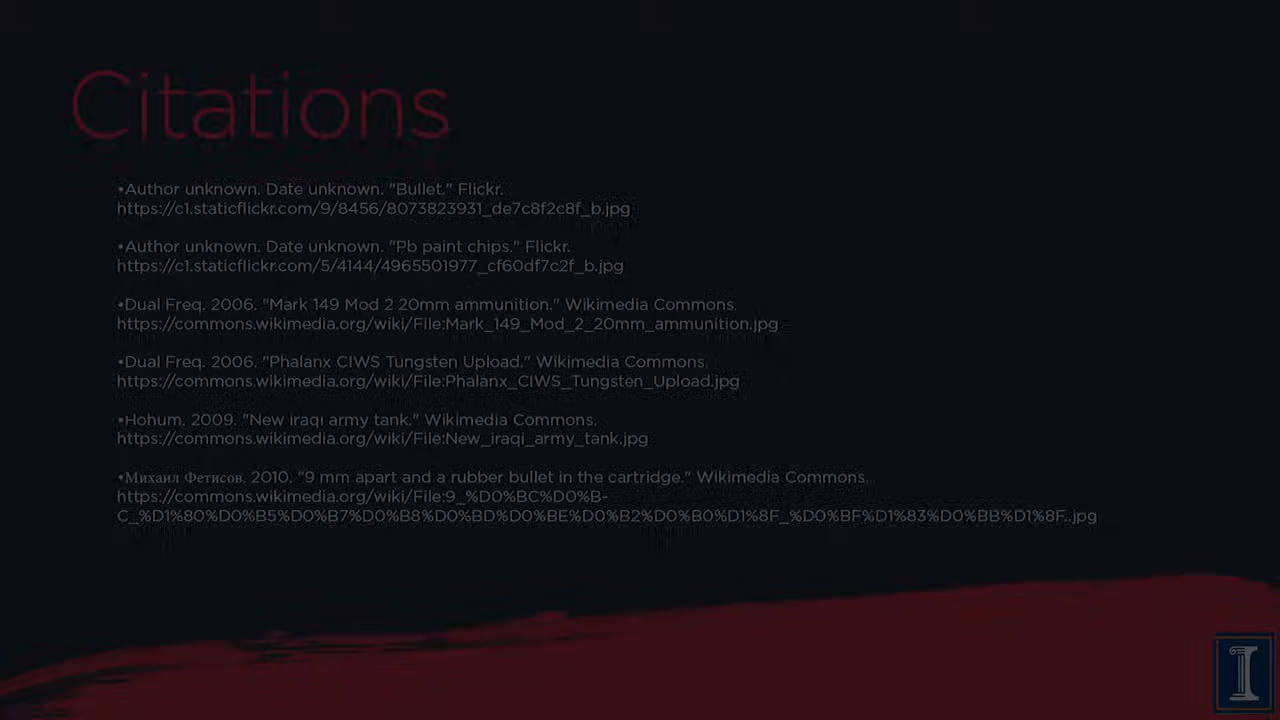 Citations
•Author unknown. Date unknown. "Bullet." Flickr.
https://c1.staticflickr.com/9/8456/8073823931_de7c8f2c8f_b.jpg
•Author unknown. Date unknown. "Pb paint chips." Flickr.
https://c1.staticflickr.com/5/4144/4965501977_cf60df7c2f_b.jpg
•Dual Freq. 2006. "Mark 149 Mod 2 20mm ammunition." Wikimedia Commons.
https://commons.wikimedia.org/wiki/File:Mark_149_Mod_2_20mm_ammunition.jpg
•Dual Freq. 2006. "Phalanx CIWS Tungsten Upload." Wikimedia Commons.
https://commons.wikimedia.org/wiki/File:Phalanx_CIWS_Tungsten_Upload.jpg
•Hohum. 2009. "New iraqi army tank." Wikimedia Commons.
https://commons.wikimedia.org/wiki/File:New_iraqi_army_tank.jpg
•Михаил Фетисов. 2010. "9 mm apart and a rubber bullet in the cartridge." Wikimedia Commons.
https://commons.wikimedia.org/wiki/File:9_%D0%BC%D0%B-
C_%D1%80%D0%B5%D0%B7%D0%B8%D0%BD%D0%BE%D0%B2%D0%B0%D1%8F_%D0%BF%D1%83%D0%BB%D1%8F..jpg
I